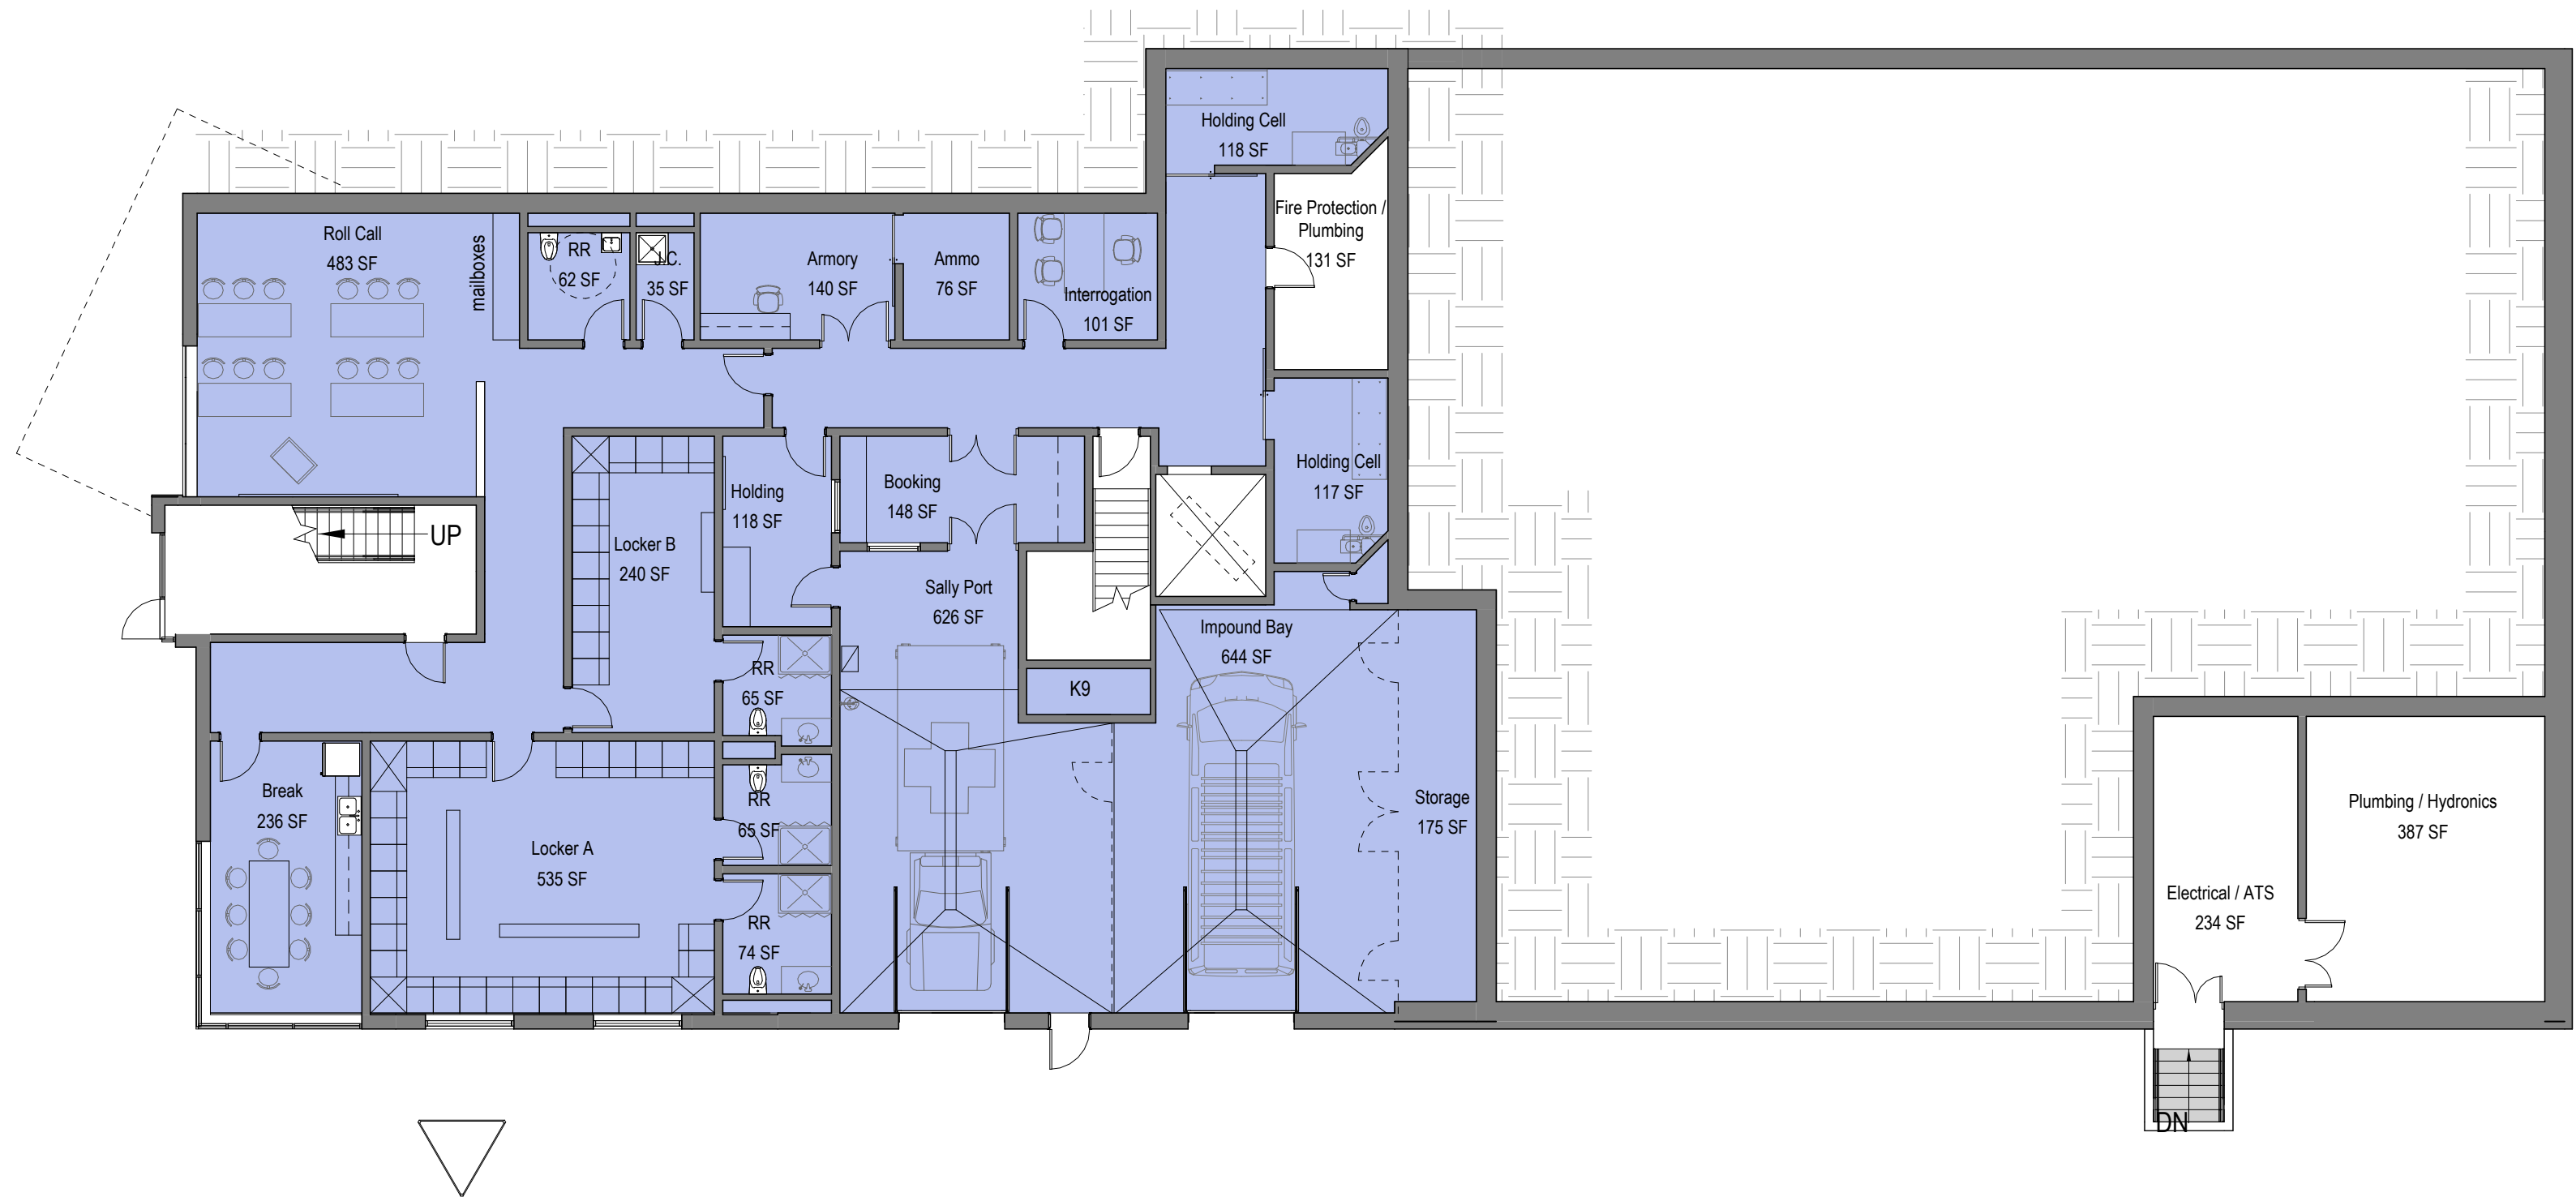 Holding Cell
118 SF
Roll Call
483 SF
mailboxes
RR
62 SF
J.C.
35 SF
Armory
140 SF
Ammo
76 SF
Interrogation
101 SF
Fire Protection /
Plumbing
131 SF
Holding
118 SF
Booking
148 SF
Holding Cell
117 SF
UP
Locker B
240 SF
Sally Port
626 SF
Impound Bay
644 SF
RR
65 SF
K9
Break
236 SF
Locker A
535 SF
RR
65 SF
RR
74 SF
Storage
175 SF
Electrical / ATS
234 SF
Plumbing / Hydronics
387 SF
DN